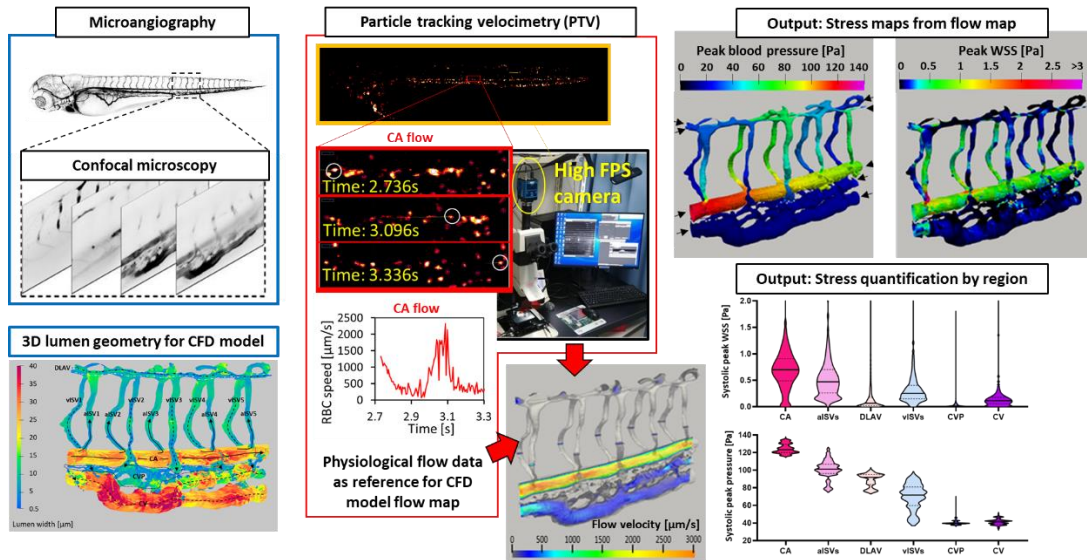 Microangiography
Confocal microscopy
3D lumen geometry for CFD model
40
30
20
10
0.5
Lumen width [µm]
DLAV
vISV1
aISV1
aISV2
vISV2
aISV3
vISV3
vISV4
aISV4
vISV5
aISV5
CA
CVP
CV
Particle tracking velocimetry (PTV)
CA flow
Time: 2.736s
Time: 3.096s
Time: 3.336s
High FPS
camera
CA flow
RBC speed [µm/s]
2500
2000
1500
1000
500
0
2.7 2.9 3.1 3.3
Time [s]
Physiological flow data
as reference for CFD
model flow map
Flow velocity [µm/s]
0 500 1000 1500 2000 2500 3000
Output: Stress maps from flow map
Peak blood pressure [Pa]
0 20 40 60 80 100 120 140
Peak WSS [Pa]
0 0.5 1 1.5 2 2.5 >3
Output: Stress quantification by region
Systolic peak WSS [Pa]
2.0
1.5
1.0
0.5
0.0
CA aISVs DLAV vISVs CVP CV
Systolic peak pressure [Pa]
140
120
100
80
60
40
20
CA aISVs DLAV vISVs CVP CV